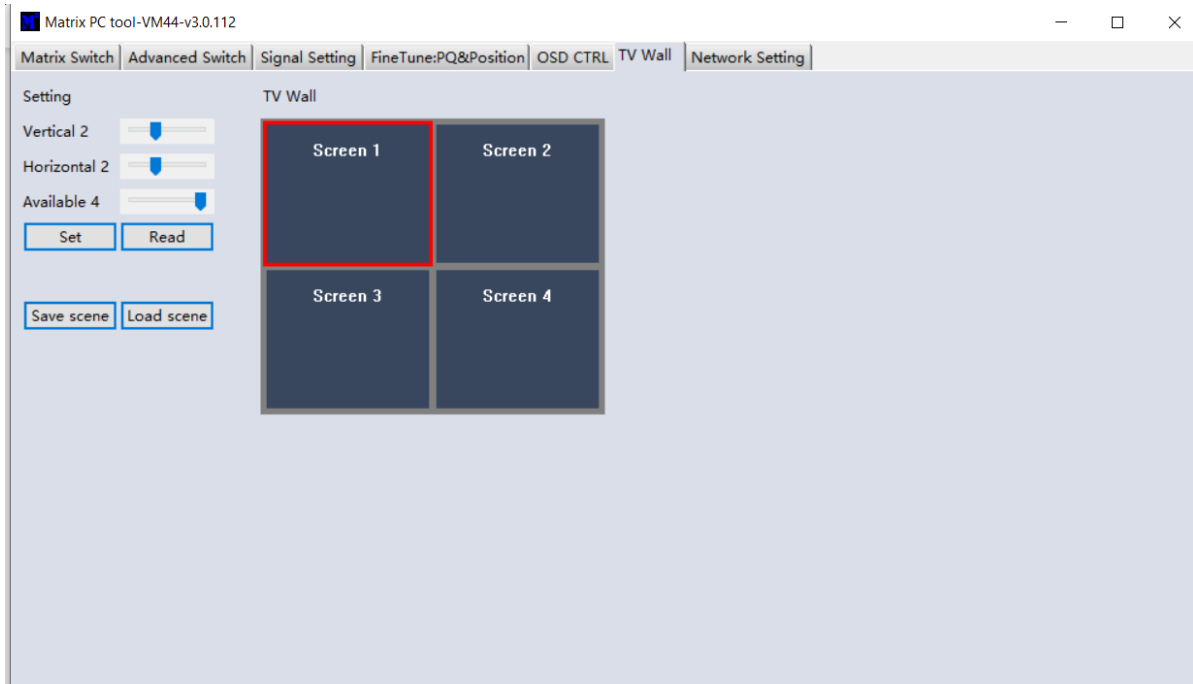 Matrix PC tool-VM44-v3.0.112
Matrix Switch Advanced Switch Signal Setting FineTune:PQ&Position OSD CTRL TV Wall Network Setting
Setting TV Wall
Vertical 2
Horizontal 2
Available 4
Set Read
Save scene Load scene
Screen 1 Screen 2
Screen 3 Screen 4